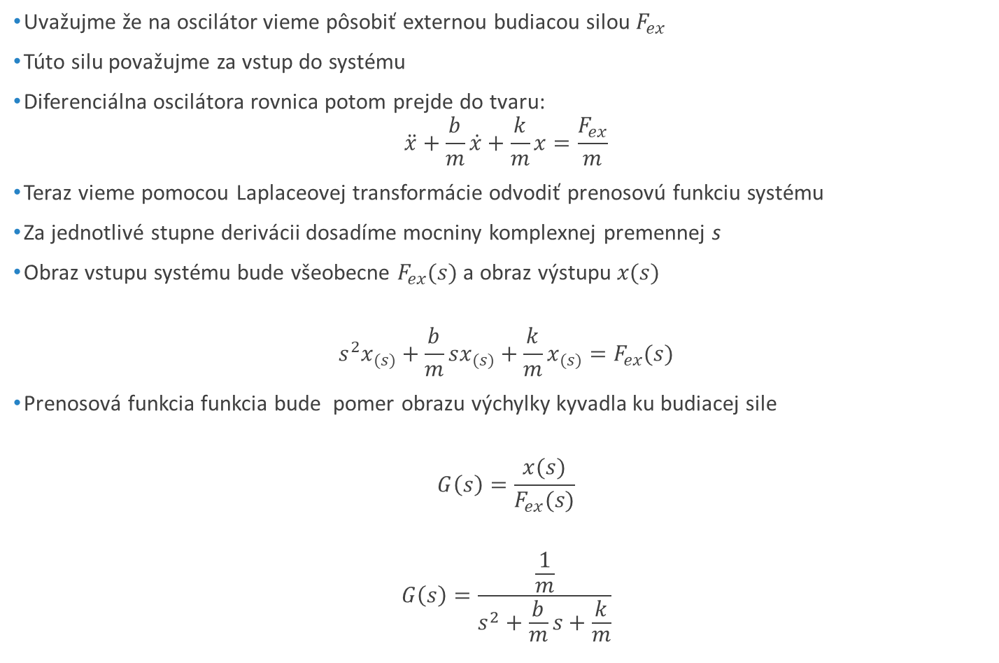 •Uvažujme že na oscilátor vieme pôsobiť externou budiacou silou $F_{ex}$
•Túto silu považujme za vstup do systému
•Diferenciálna oscilátora rovnica potom prejde do tvaru:
$\ddot{x} + \frac{b}{m}\dot{x} + \frac{k}{m}x = \frac{F_{ex}}{m}$
•Teraz vieme pomocou Laplaceovej transformácie odvodiť prenosovú funkciu systému
•Za jednotlivé stupne derivácii dosadíme mocniny komplexnej premennej s
•Obraz vstupu systému bude všeobecne $F_{ex}(s)$ a obraz výstupu $x(s)$
$s^2x_{(s)} + \frac{b}{m}sx_{(s)} + \frac{k}{m}x_{(s)} = F_{ex}(s)$
•Prenosová funkcia funkcia bude  pomer obrazu výchylky kyvadla ku budiacej sile
$G(s) = \frac{x(s)}{F_{ex}(s)}$
$G(s) = \frac{\frac{1}{m}}{s^2 + \frac{b}{m}s + \frac{k}{m}}$